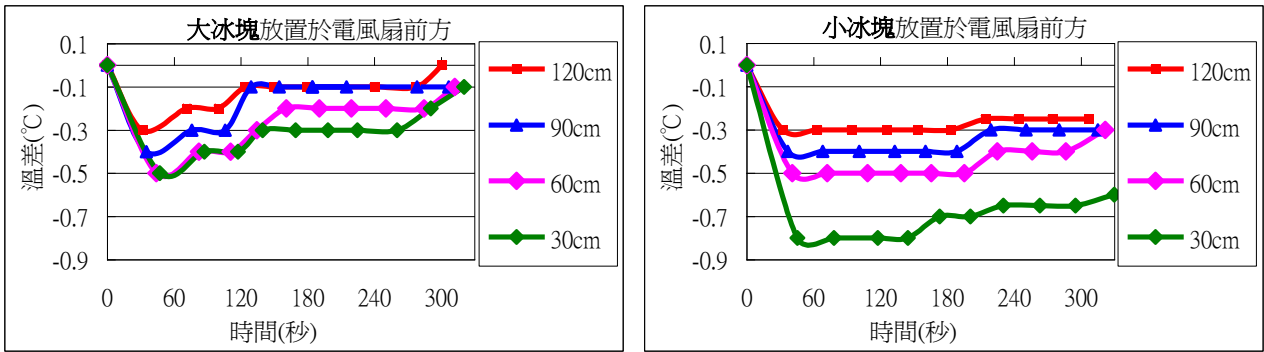 大冰塊放置於電風扇前方
0.1
-0.1
-0.3
-0.5
-0.7
-0.9
溫差(℃)
0 60 120 180 240 300
時間(秒)
120cm
90cm
60cm
30cm
小冰塊放置於電風扇前方
0.1
-0.1
-0.3
-0.5
-0.7
-0.9
溫差(℃)
0 60 120 180 240 300
時間(秒)
120cm
90cm
60cm
30cm